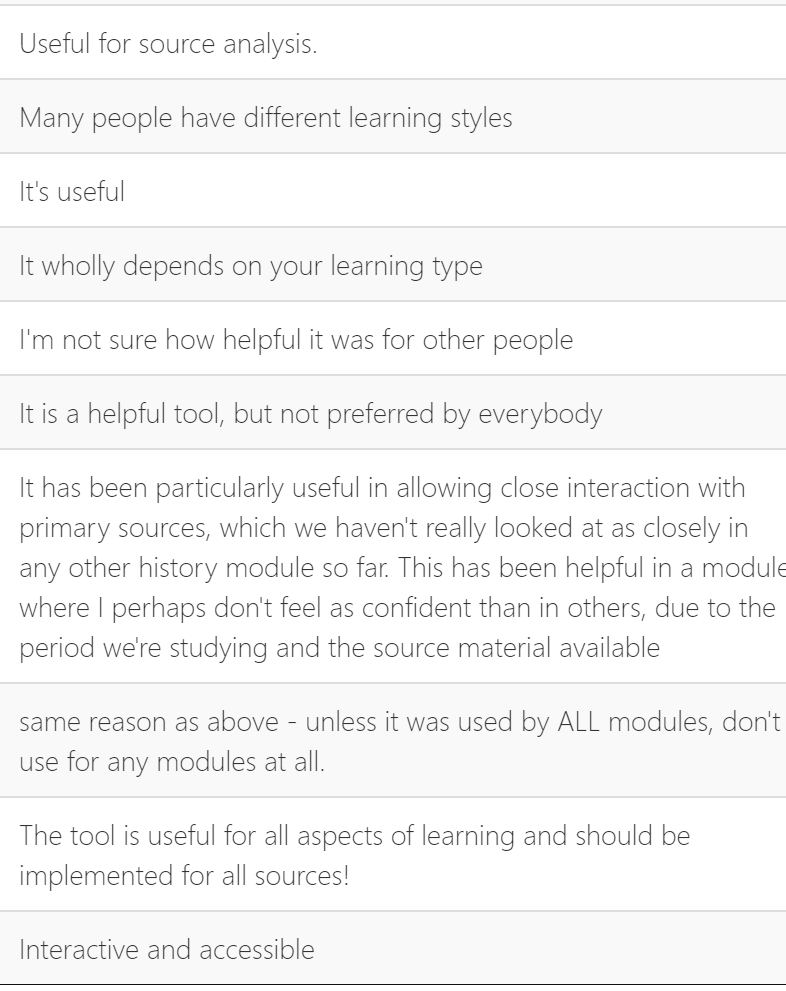 Useful for source analysis.
Many people have different learning styles
It's useful
It wholly depends on your learning type
I'm not sure how helpful it was for other people
It is a helpful tool, but not preferred by everybody
It has been particularly useful in allowing close interaction with
primary sources, which we haven't really looked at as closely in
any other history module so far. This has been helpful in a module
where I perhaps don't feel as confident than in others, due to the
period we're studying and the source material available
same reason as above - unless it was used by ALL modules, don't
use for any modules at all.
The tool is useful for all aspects of learning and should be
implemented for all sources!
Interactive and accessible